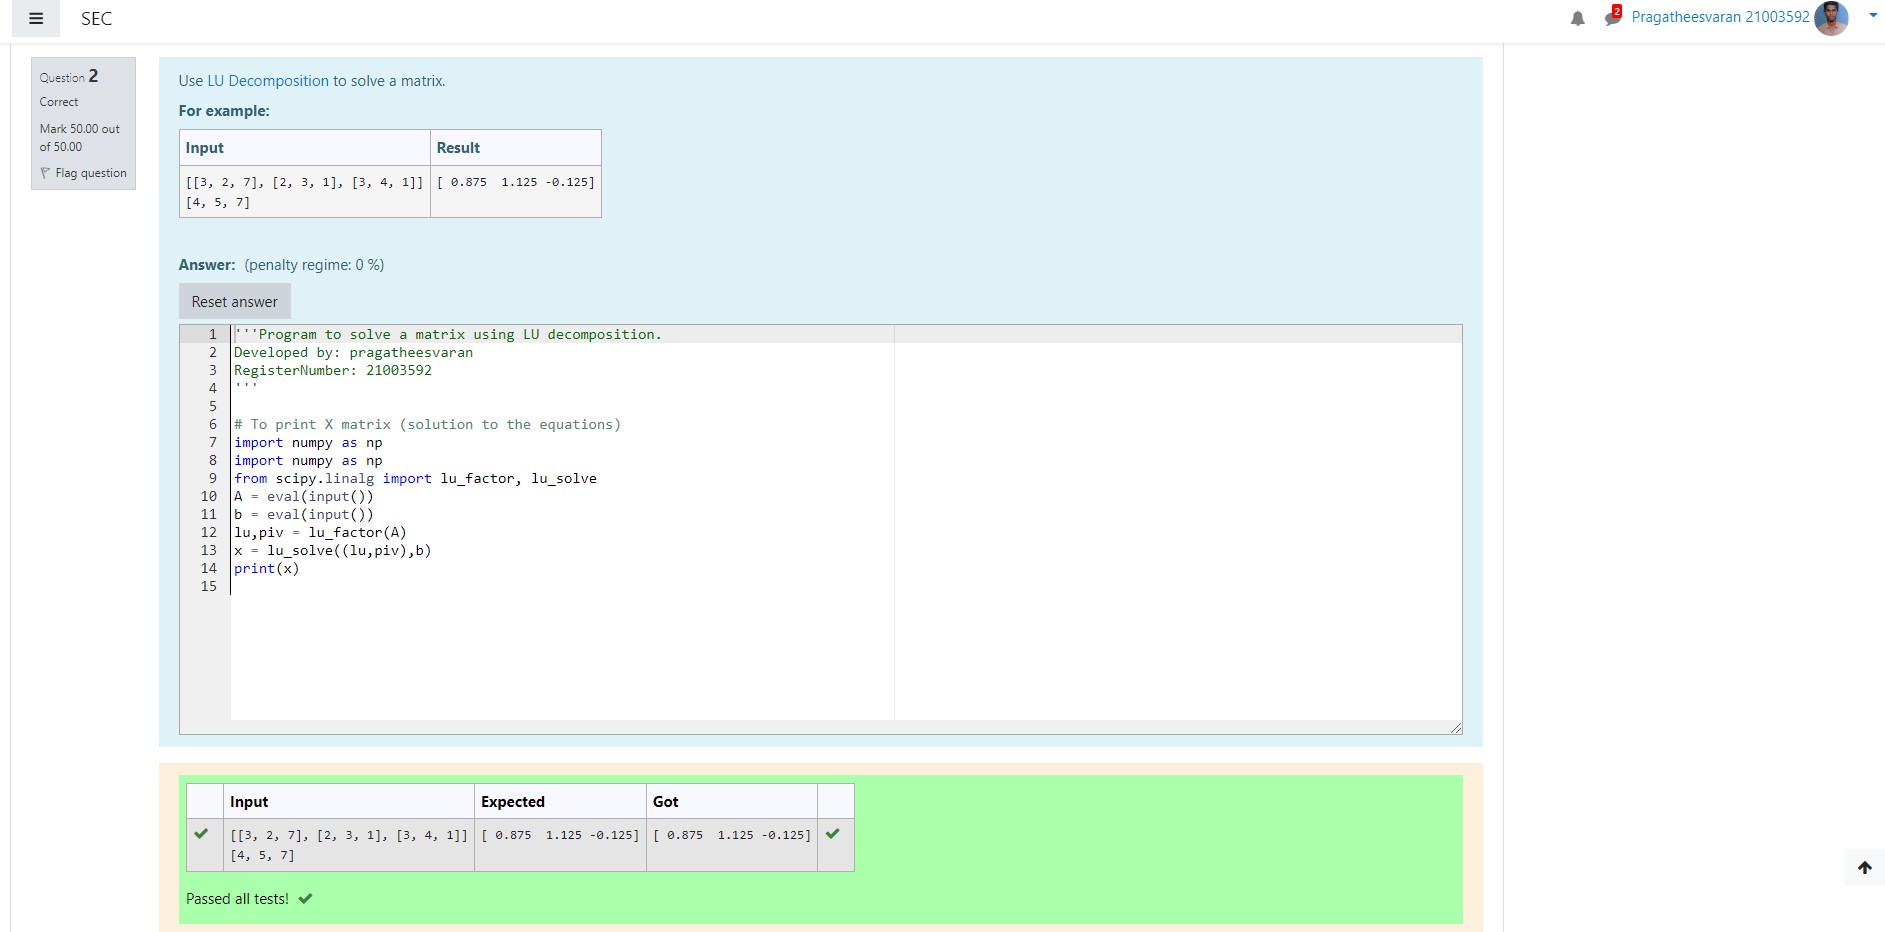 SEC
2
Pragatheesvaran 21003592
Question 2
Correct
Mark 50.00 out
of 50.00
Flag question
Use LU Decomposition to solve a matrix.
For example:
Input Result
[[3, 2, 7], [2, 3, 1], [3, 4, 1]] [ 0.875  1.125 -0.125]
[4, 5, 7]
Answer: (penalty regime: 0 %)
Reset answer
1 '''Program to solve a matrix using LU decomposition.
2 Developed by: pragatheesvaran
3 RegisterNumber: 21003592
4 '''
5
6 # To print X matrix (solution to the equations)
7 import numpy as np
8 import numpy as np
9 from scipy.linalg import lu_factor, lu_solve
10 A = eval(input())
11 b = eval(input())
12 lu,piv = lu_factor(A)
13 x = lu_solve((lu,piv),b)
14 print(x)
15
Input Expected Got
[[3, 2, 7], [2, 3, 1], [3, 4, 1]] [ 0.875  1.125 -0.125] [ 0.875  1.125 -0.125]
[4, 5, 7]
Passed all tests!